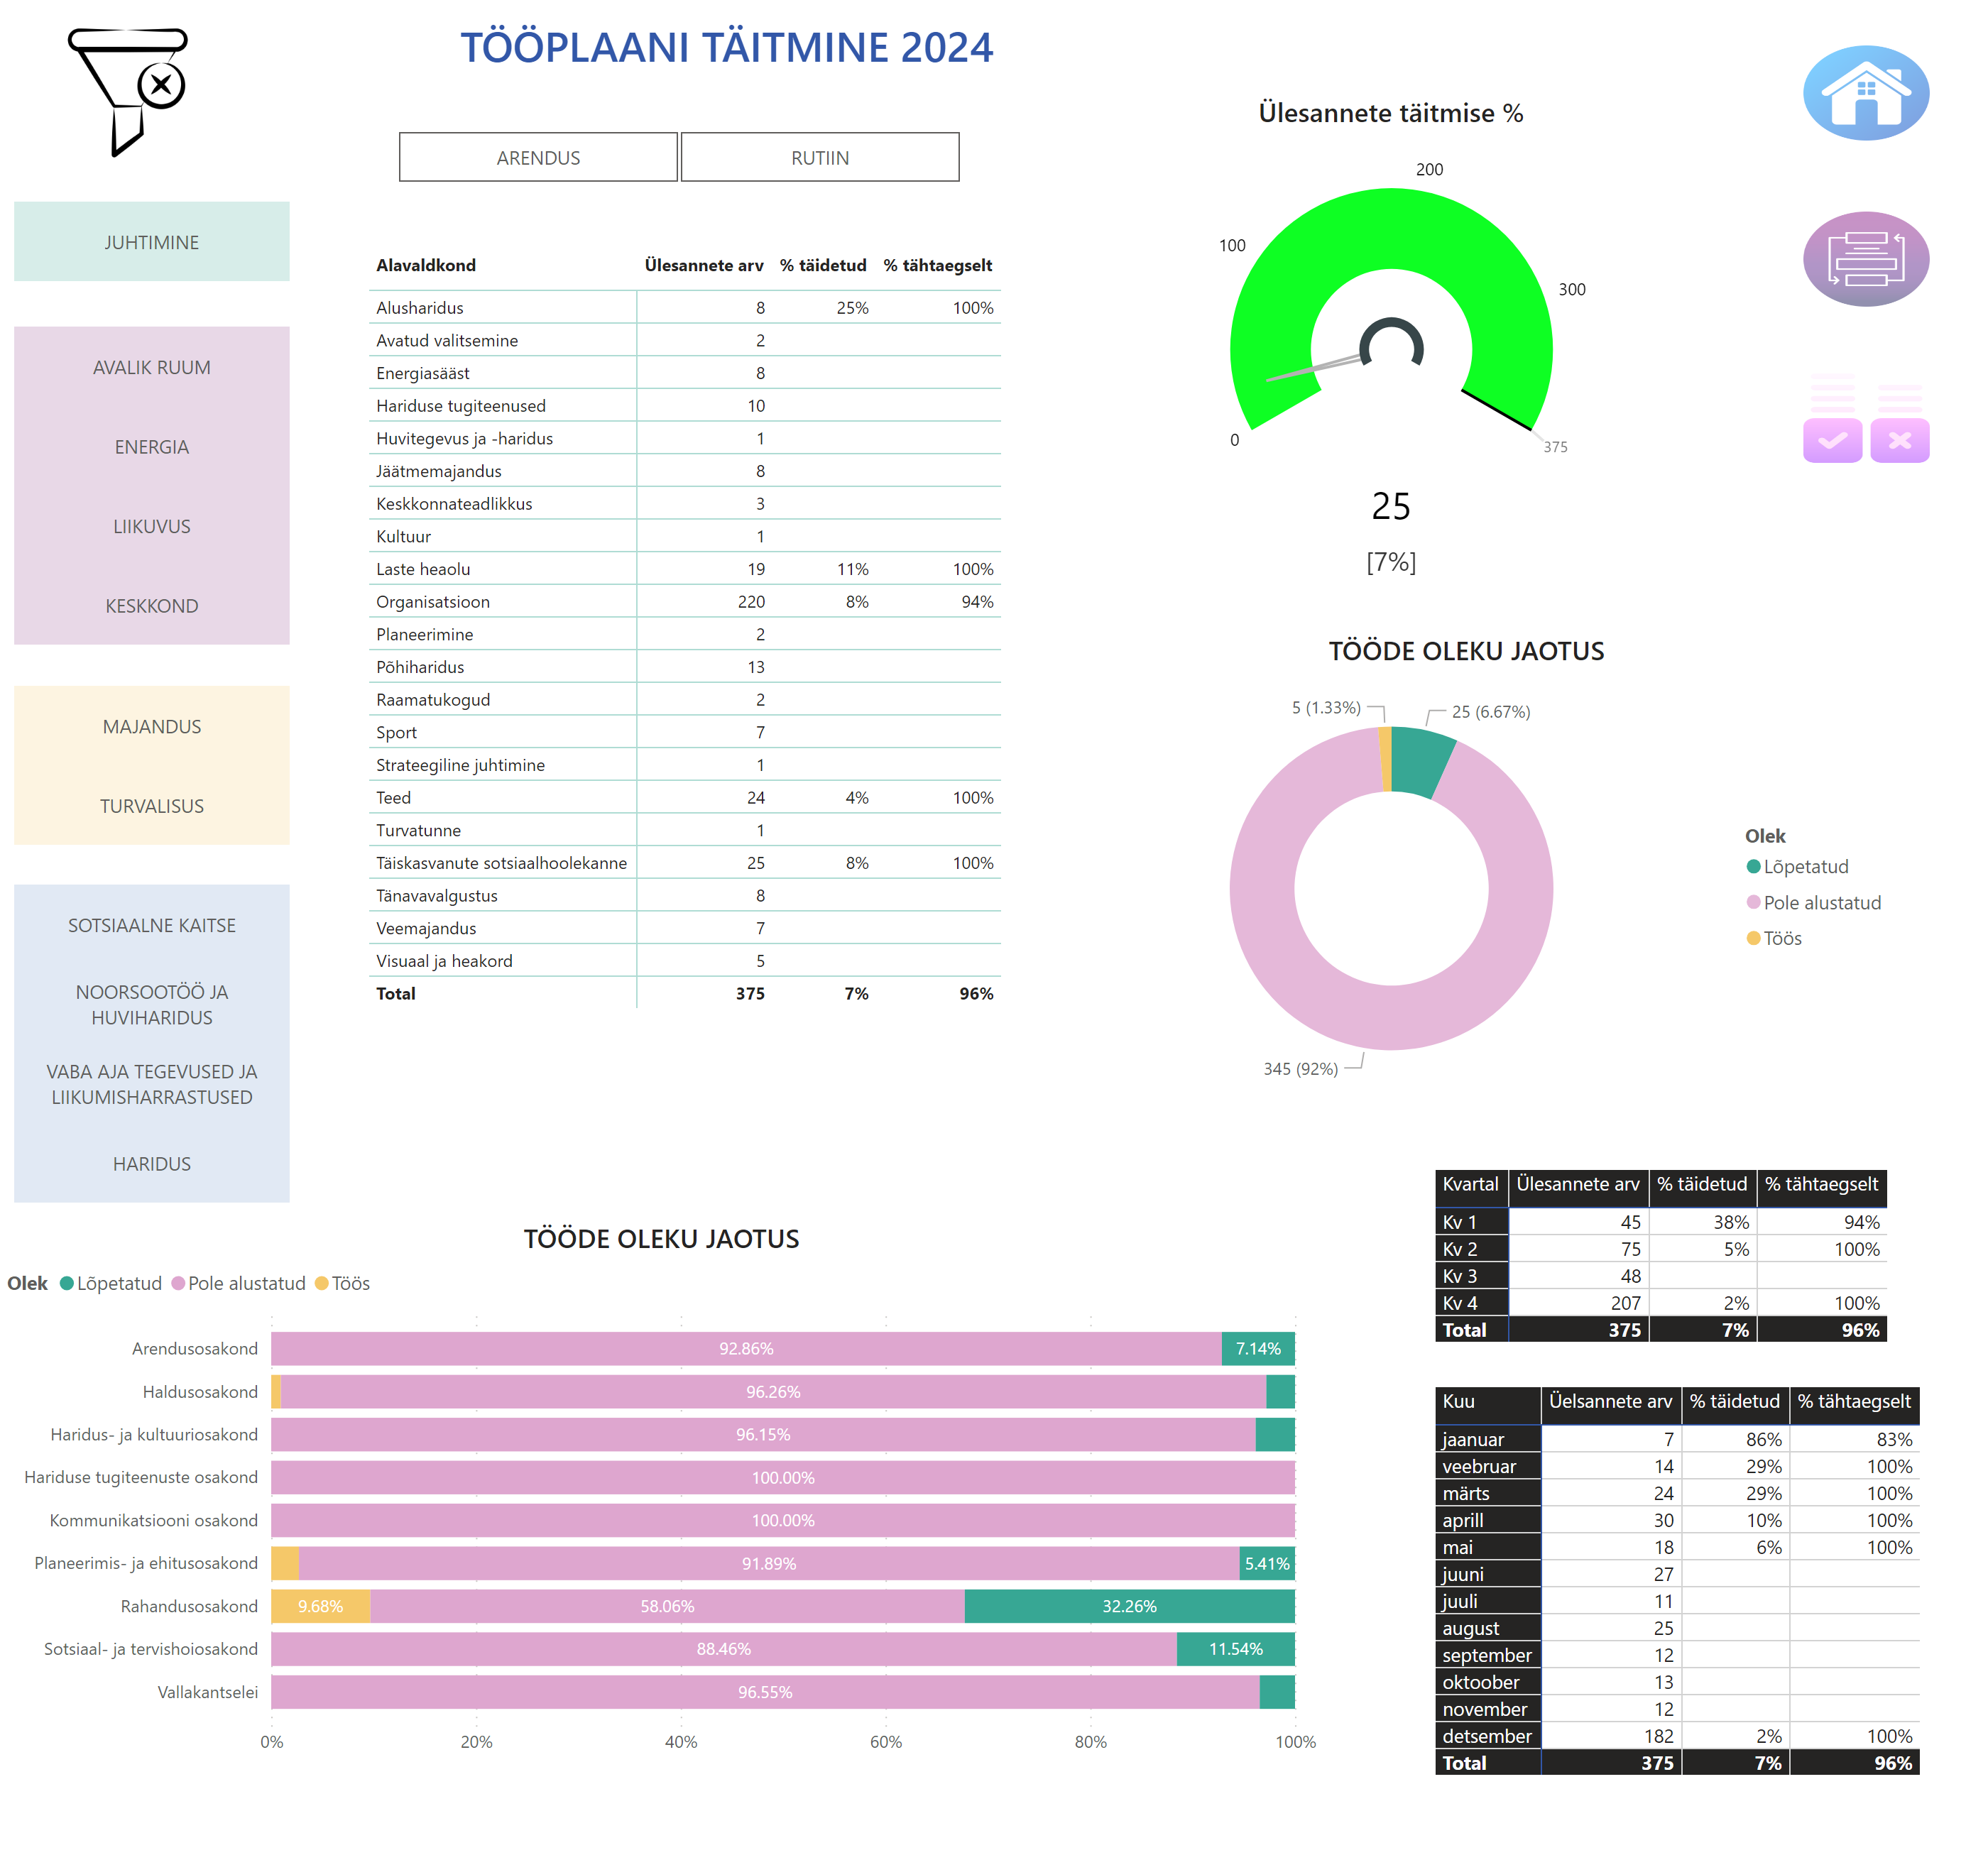 TÖÖPLAANI TÄITMINE 2024
ARENDUS
RUTIIN
JUHTIMINE
AVALIK RUUM
ENERGIA
LIIKUVUS
KESKKOND
MAJANDUS
TURVALISUS
SOTSIAALNE KAITSE
NOORSOOTÖÖ JA
HUVIHARIDUS
VABA AJA TEGEVUSED JA
LIIKUMISHARRASTUSED
HARIDUS
Alavaldkond Ülesannete arv % täidetud % tähtaegselt
Alusharidus 8 25% 100%
Avatud valitsemine 2
Energiasääst 8
Hariduse tugiteenused 10
Huvitegevus ja -haridus 1
Jäätmemajandus 8
Keskkonnateadlikkus 3
Kultuur 1
Laste heaolu 19 11% 100%
Organisatsioon 220 8% 94%
Planeerimine 2
Põhiharidus 13
Raamatukogud 2
Sport 7
Strateegiline juhtimine 1
Teed 24 4% 100%
Turvatunne 1
Täiskasvanute sotsiaalhoolekanne 25 8% 100%
Tänavavalgustus 8
Veemajandus 7
Visuaal ja heakord 5
Total 375 7% 96%
Ülesannete täitmise %
200
100
300
0
375
25
[7%]
TÖÖDE OLEKU JAOTUS
5 (1.33%)
25 (6.67%)
345 (92%)
Olek
Lõpetatud
Pole alustatud
Töös
TÖÖDE OLEKU JAOTUS
Olek Lõpetatud Pole alustatud Töös
Arendusosakond 92.86% 7.14%
Haldusosakond 96.26%
Haridus- ja kultuuriosakond 96.15%
Hariduse tugiteenuste osakond 100.00%
Kommunikatsiooni osakond 100.00%
Planeerimis- ja ehitusosakond 91.89% 5.41%
Rahandusosakond 9.68% 58.06% 32.26%
Sotsiaal- ja tervishoiosakond 88.46% 11.54%
Vallakantselei 96.55%
0% 20% 40% 60% 80% 100%
Kvartal Ülesannete arv % täidetud % tähtaegselt
Kv 1 45 38% 94%
Kv 2 75 5% 100%
Kv 3 48
Kv 4 207 2% 100%
Total 375 7% 96%
Kuu Üelsannete arv % täidetud % tähtaegselt
jaanuar 7 86% 83%
veebruar 14 29% 100%
märts 24 29% 100%
aprill 30 10% 100%
mai 18 6% 100%
juuni 27
juuli 11
august 25
september 12
oktoober 13
november 12
detsember 182 2% 100%
Total 375 7% 96%